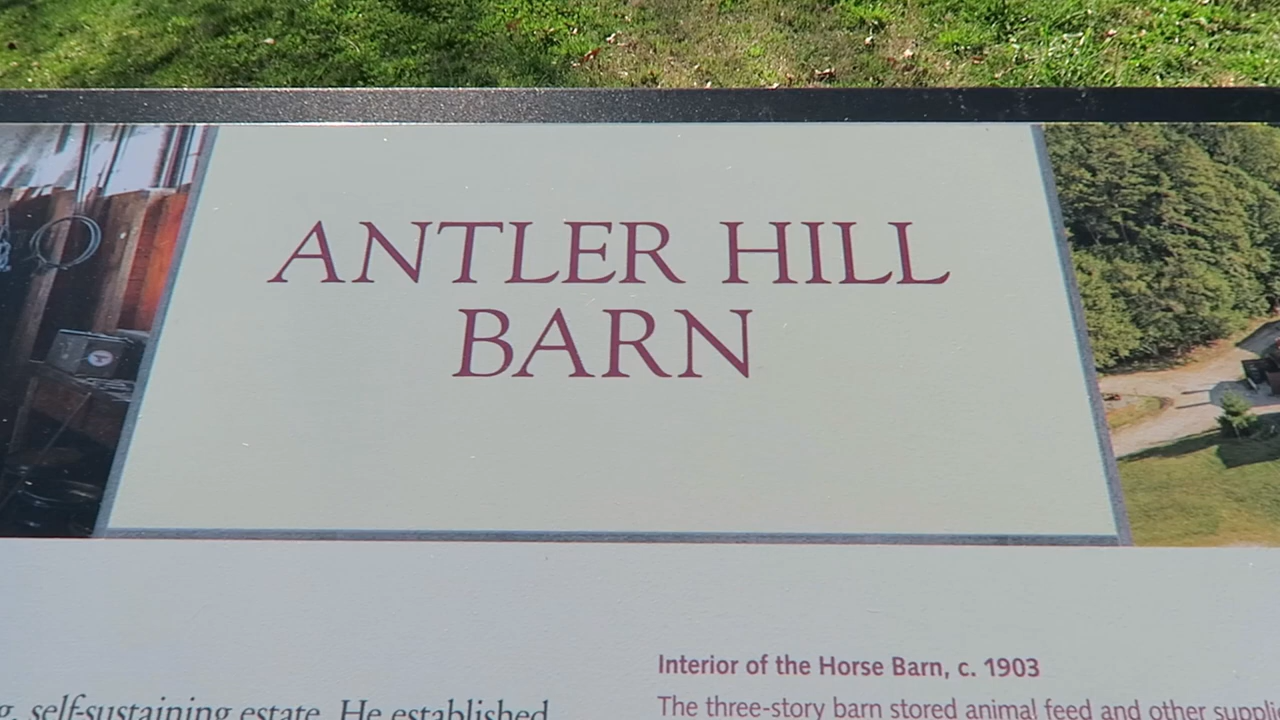 ANTLER HILL
BARN
Interior of the Horse Barn, c. 1903
self-sustaining estate. He established
The three-story barn stored animal feed and other